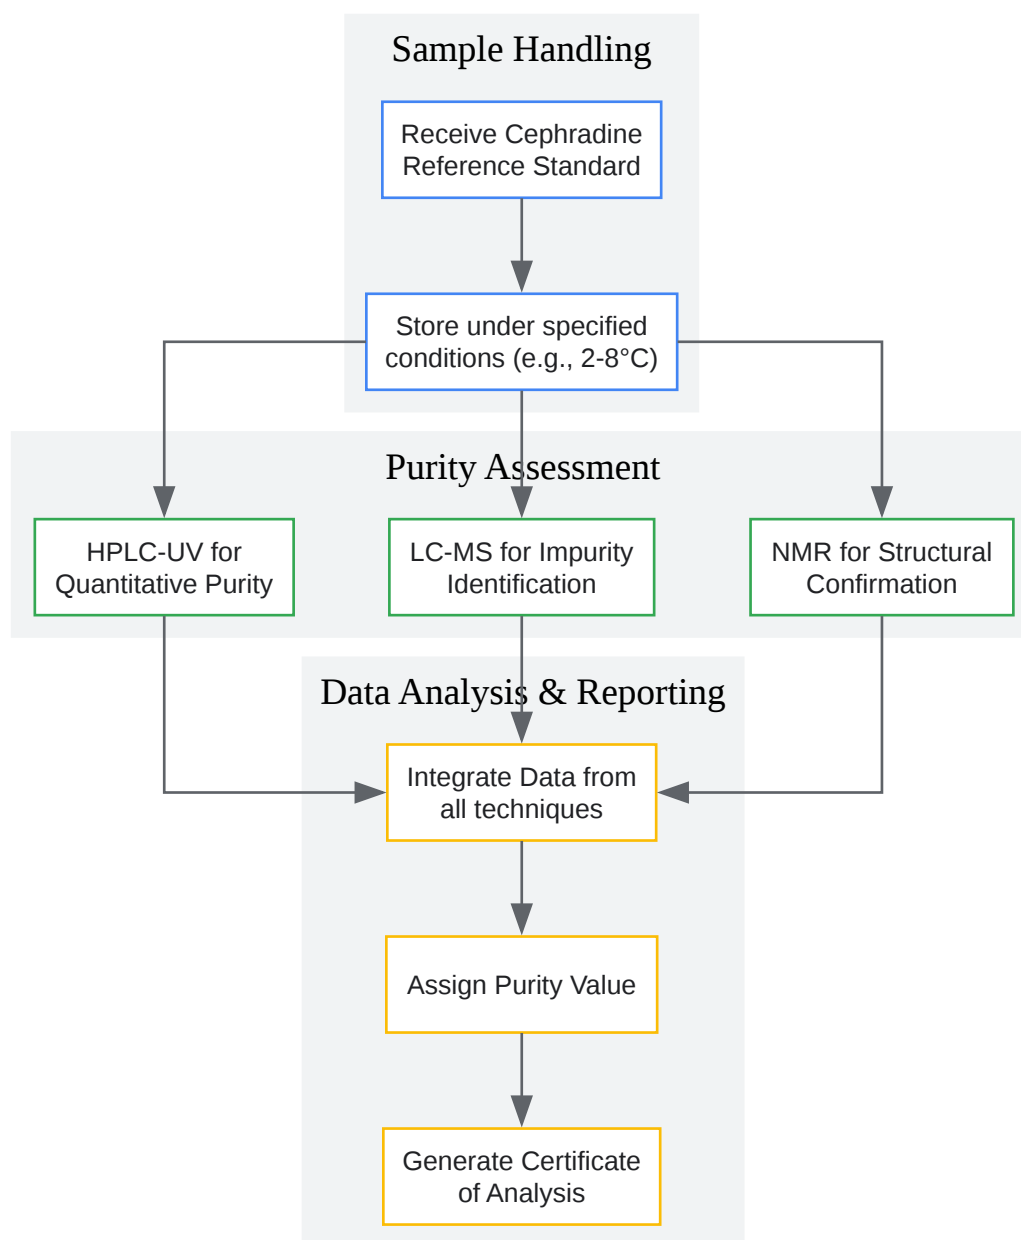 Sample Handling
Receive Cephradine
Reference Standard
Store under specified
conditions (e.g., 2-8°C)
Purity Assessment
HPLC-UV for
Quantitative Purity
LC-MS for Impurity
Identification
NMR for Structural
Confirmation
Data Analysis & Reporting
Integrate Data from
all techniques
Assign Purity Value
Generate Certificate
of Analysis